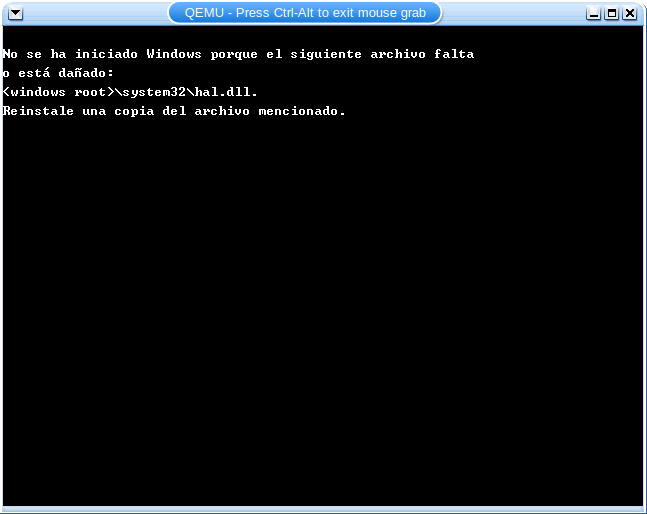 QEMU - Press Ctrl-Alt to exit mouse grab
No se ha iniciado Windows porque el siguiente archivo falta
o está dañado:
<windows root>\system32\hal.dll.
Reinstale una copia del archivo mencionado.